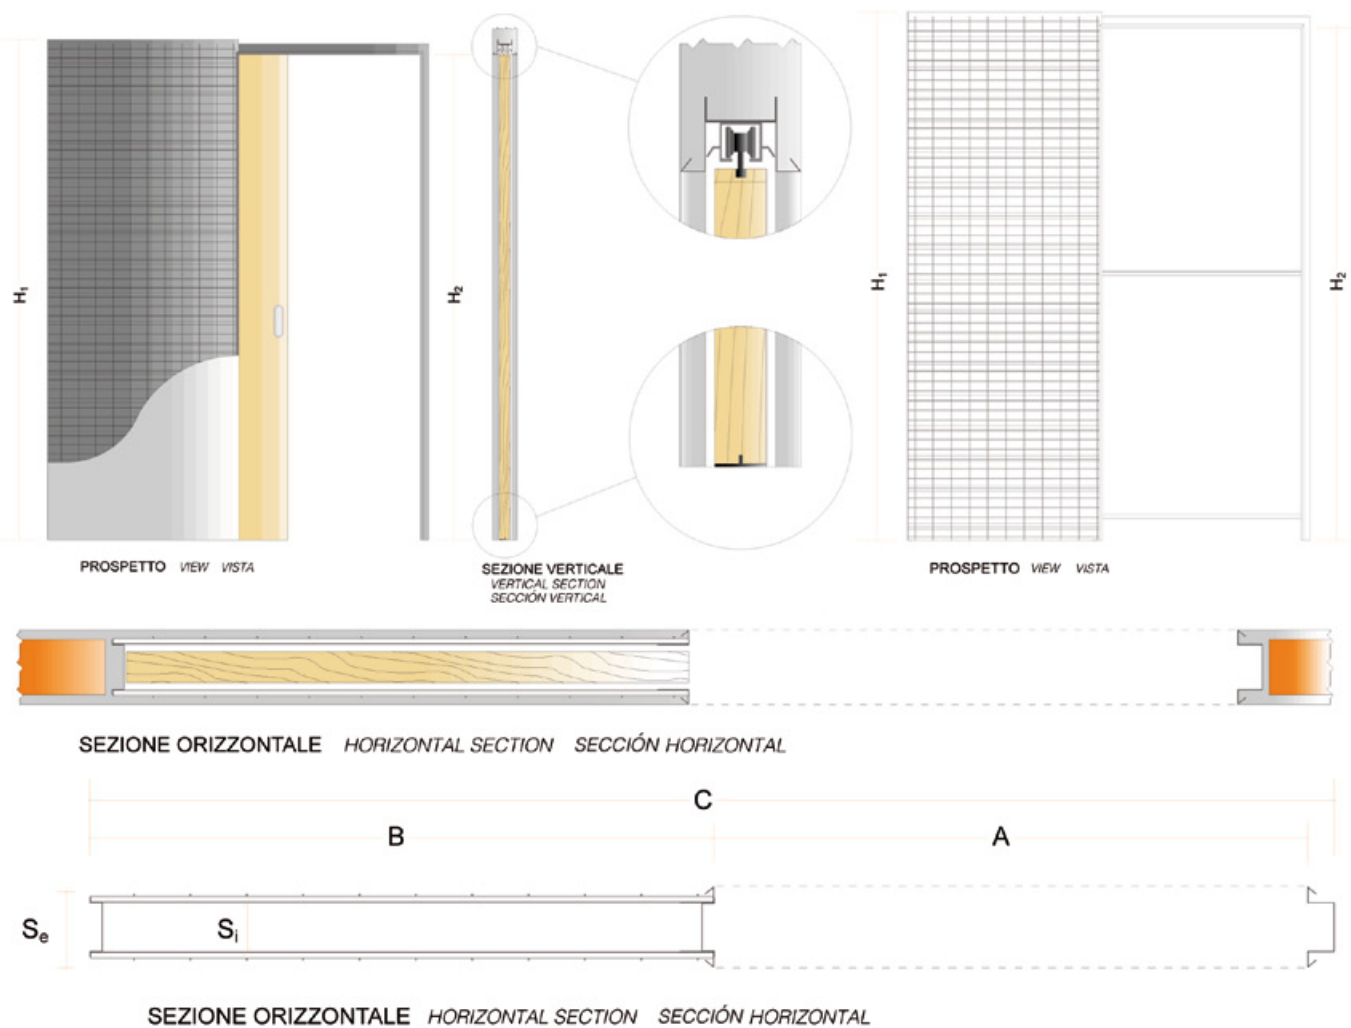 H₁
H₂
H₁
H₂
PROSPETTO VIEW VISTA
SEZIONE VERTICALE
VERTICAL SECTION
SECCIÓN VERTICAL
PROSPETTO VIEW VISTA
SEZIONE ORIZZONTALE HORIZONTAL SECTION SECCIÓN HORIZONTAL
C
B A
Sₑ Sᵢ
SEZIONE ORIZZONTALE HORIZONTAL SECTION SECCIÓN HORIZONTAL